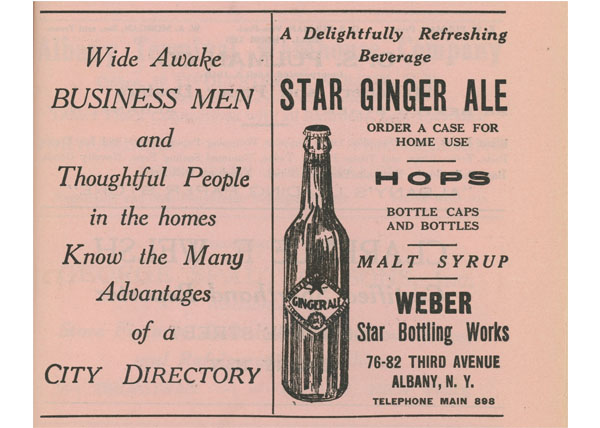 Wide Awake
BUSINESS MEN
and
Thoughtful People
in the homes
Know the Many
Advantages
of a
CITY DIRECTORY
A Delightfully Refreshing
Beverage
STAR GINGER ALE
ORDER A CASE FOR
HOME USE
HOPS
BOTTLE CAPS
AND BOTTLES
MALT SYRUP
GINGER ALE
WEBER
Star Bottling Works
76-82 THIRD AVENUE
ALBANY, N. Y.
TELEPHONE MAIN 898